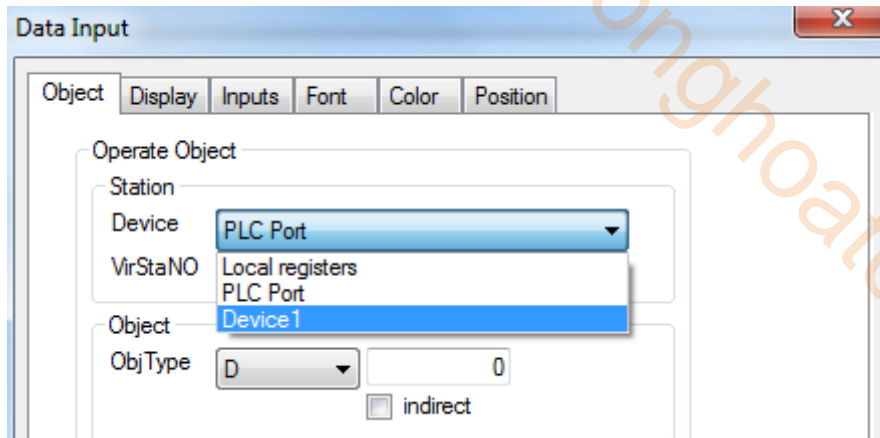 Data Input
X
Object Display Inputs Font Color Position
Operate Object
Station
Device PLC Port
VirStaNO
Local registers
PLC Port
Device1
Object
ObjType D 0
indirect